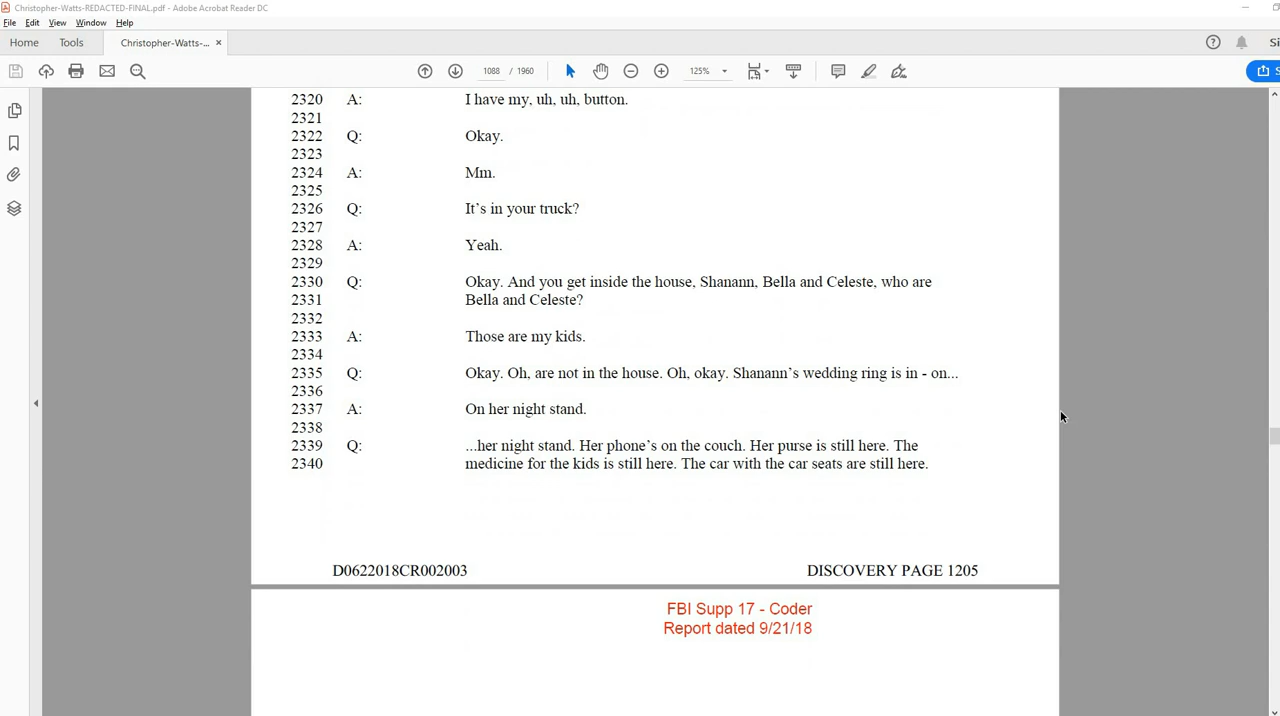 Christopher-Watts-REDACTED-FINAL.pdf - Adobe Acrobat Reader DC
File Edit View Window Help
Home Tools Christopher-Watts-... ×
1088 / 1960 125%
2320 A: I have my, uh, uh, button.
2321
2322 Q: Okay.
2323
2324 A: Mm.
2325
2326 Q: It’s in your truck?
2327
2328 A: Yeah.
2329
2330 Q: Okay. And you get inside the house, Shanann, Bella and Celeste, who are
2331 Bella and Celeste?
2332
2333 A: Those are my kids.
2334
2335 Q: Okay. Oh, are not in the house. Oh, okay. Shanann’s wedding ring is in - on...
2336
2337 A: On her night stand.
2338
2339 Q: ...her night stand. Her phone’s on the couch. Her purse is still here. The
2340 medicine for the kids is still here. The car with the car seats are still here.
D0622018CR002003 DISCOVERY PAGE 1205
FBI Supp 17 - Coder
Report dated 9/21/18